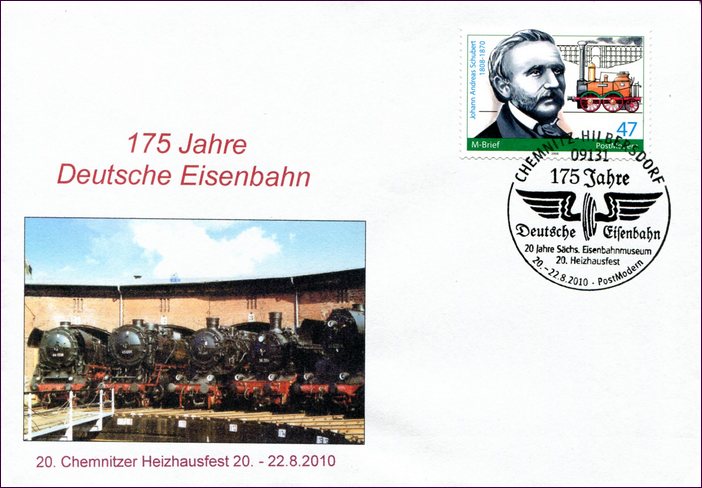 175 Jahre
Deutsche Eisenbahn
20. Chemnitzer Heizhausfest 20. - 22.8.2010
Johann Andreas Schubert
1808-1870
47
M-Brief PostModern
CHEMNITZ-HILBERSDORF
09131
175 Jahre
Deutsche Eisenbahn
20 Jahre Sächs. Eisenbahnmuseum
20. Heizhausfest
20.-22.8.2010 · PostModern